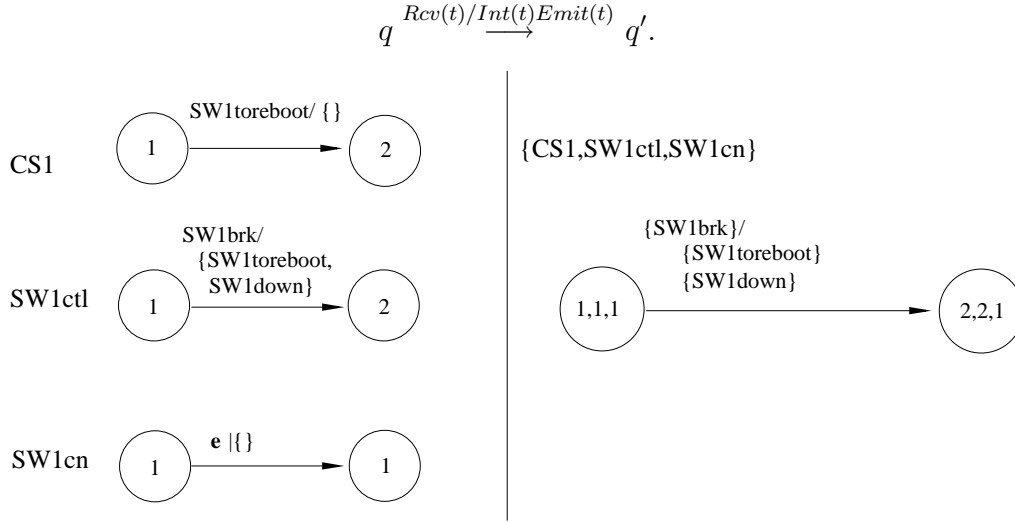 q Rcv(t)/Int(t)Emit(t) ⟶ q′.
CS1
1
SW1toreboot/ {}
2
SW1ctl
1
SW1brk/
{SW1toreboot,
SW1down}
2
SW1cn
1
e |{}
1
{CS1,SW1ctl,SW1cn}
1,1,1
{SW1brk}/
{SW1toreboot}
{SW1down}
2,2,1